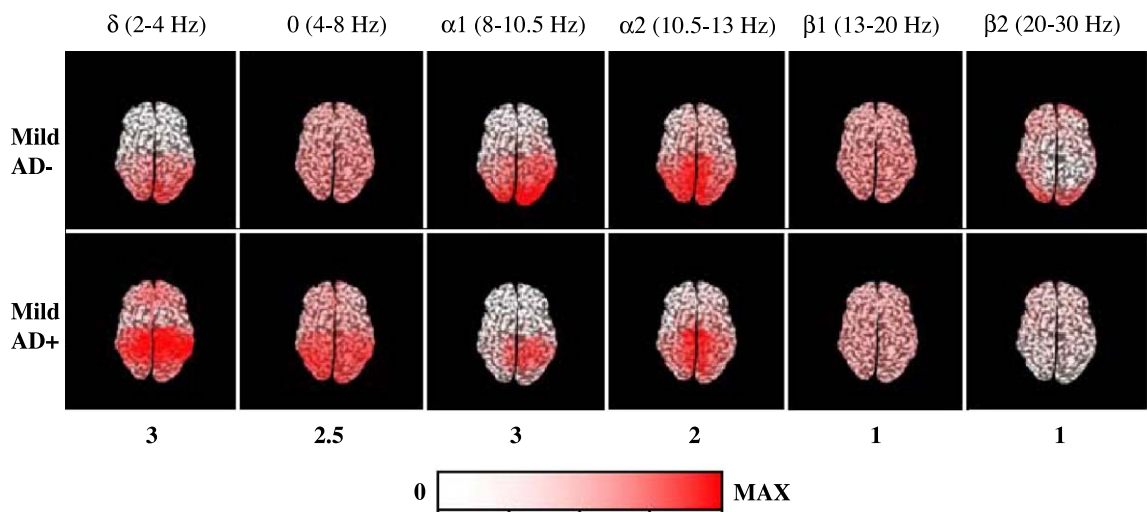 δ (2-4 Hz) θ (4-8 Hz) α1 (8-10.5 Hz) α2 (10.5-13 Hz) β1 (13-20 Hz) β2 (20-30 Hz)
Mild
AD-
Mild
AD+
3 2.5 3 2 1 1
0 MAX